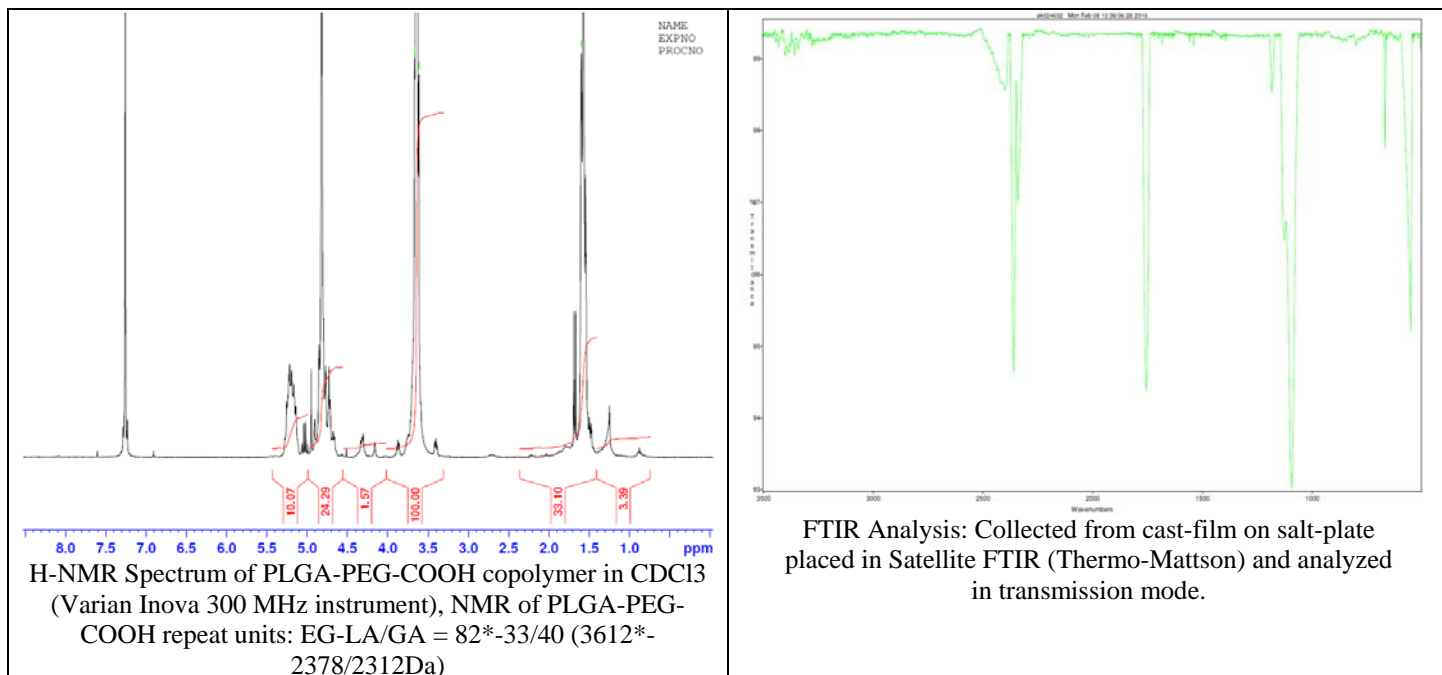 NAME
EXPNO
PROCNO
10.07
24.29
1.57
100.00
33.10
3.39
8.0 7.5 7.0 6.5 6.0 5.5 5.0 4.5 4.0 3.5 3.0 2.5 2.0 1.5 1.0 ppm
H-NMR Spectrum of PLGA-PEG-COOH copolymer in CDCl3
(Varian Inova 300 MHz instrument), NMR of PLGA-PEG-
COOH repeat units: EG-LA/GA = 82*-33/40 (3612*-
2378/2312Da)
Mon Feb 08
Transmittance
3500 3000 2500 2000 1500 1000
Wavenumbers
FTIR Analysis: Collected from cast-film on salt-plate
placed in Satellite FTIR (Thermo-Mattson) and analyzed
in transmission mode.